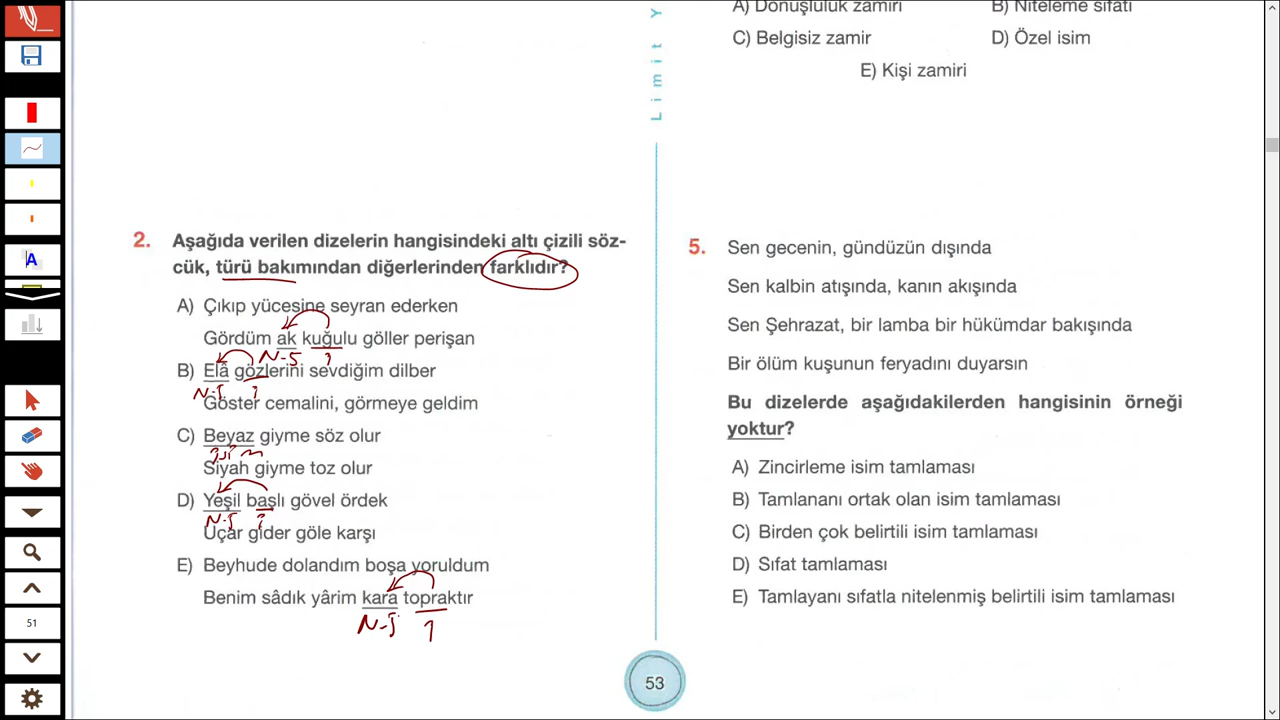 A) Dönüşlülük zamiri B) Niteleme sıfatı
C) Belgisiz zamir D) Özel isim
E) Kişi zamiri
Limit Y
2. Aşağıda verilen dizelerin hangisindeki altı çizili söz-
cük, türü bakımından diğerlerinden farklıdır?
A) Çıkıp yücesine seyran ederken
Gördüm ak kuğulu göller perişan
N-S
B) Elâ gözlerini sevdiğim dilber
N-S
Göster cemalini, görmeye geldim
C) Beyaz giyme söz olur
isim
Siyah giyme toz olur
D) Yeşil başlı gövel ördek
N-S
Uçar gider göle karşı
E) Beyhude dolandım boşa yoruldum
Benim sâdık yârim kara topraktır
N-S
5. Sen gecenin, gündüzün dışında
Sen kalbin atışında, kanın akışında
Sen Şehrazat, bir lamba bir hükümdar bakışında
Bir ölüm kuşunun feryadını duyarsın
Bu dizelerde aşağıdakilerden hangisinin örneği
yoktur?
A) Zincirleme isim tamlaması
B) Tamlananı ortak olan isim tamlaması
C) Birden çok belirtili isim tamlaması
D) Sıfat tamlaması
E) Tamlayanı sıfatla nitelenmiş belirtili isim tamlaması
53
A
51